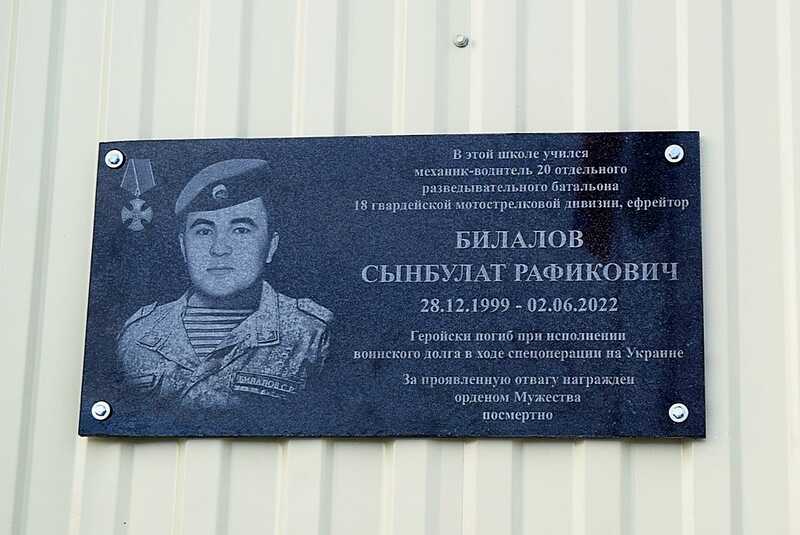 В этой школе учился
механик-водитель 20 отдельного
разведывательного батальона
18 гвардейской мотострелковой дивизии, ефрейтор
БИЛАЛОВ
СЫНБУЛАТ РАФИКОВИЧ
28.12.1999 - 02.06.2022
Геройски погиб при исполнении
воинского долга в ходе спецоперации на Украине
За проявленную отвагу награжден
орденом Мужества
посмертно
БИЛАЛОВ С.Р.